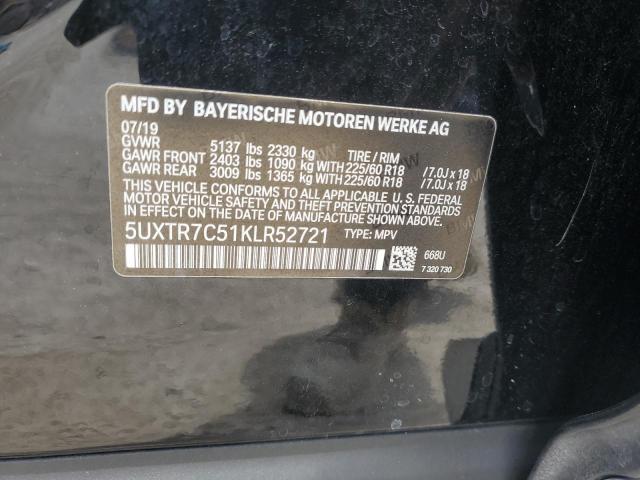 MFD BY BAYERISCHE MOTOREN WERKE AG
07/19
GVWR 5137 lbs 2330 kg TIRE / RIM
GAWR FRONT 2403 lbs 1090 kg WITH 225/60 R18 /7.0J x 18
GAWR REAR 3009 lbs 1365 kg WITH 225/60 R18 /7.0J x 18
THIS VEHICLE CONFORMS TO ALL APPLICABLE U. S. FEDERAL
MOTOR VEHICLE SAFETY, BUMPER, AND THEFT PREVENTION STANDARDS
IN EFFECT ON THE DATE OF MANUFACTURE SHOWN ABOVE.
5UXTR7C51KLR52721 TYPE: MPV
668U
7 320 730